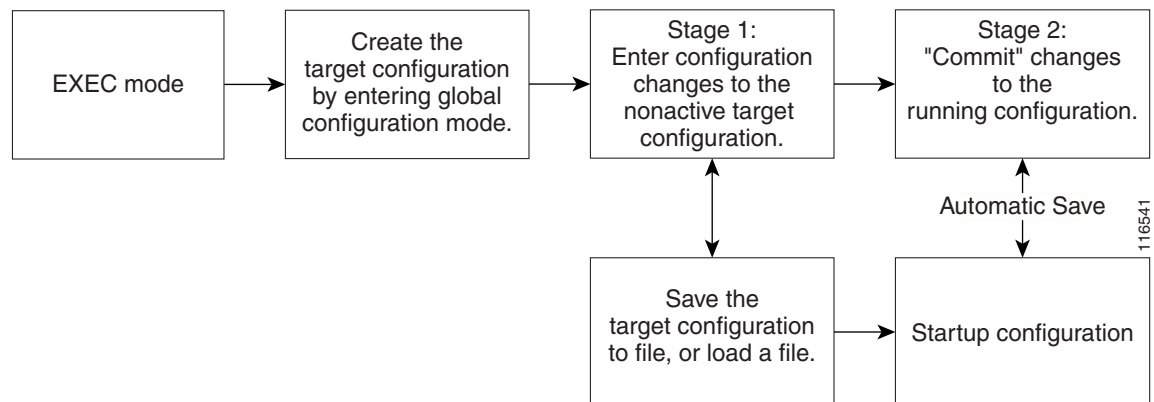 EXEC mode
Create the
target configuration
by entering global
configuration mode.
Stage 1:
Enter configuration
changes to the
nonactive target
configuration.
Stage 2:
"Commit" changes
to the
running configuration.
Automatic Save
116541
Save the
target configuration
to file, or load a file.
Startup configuration